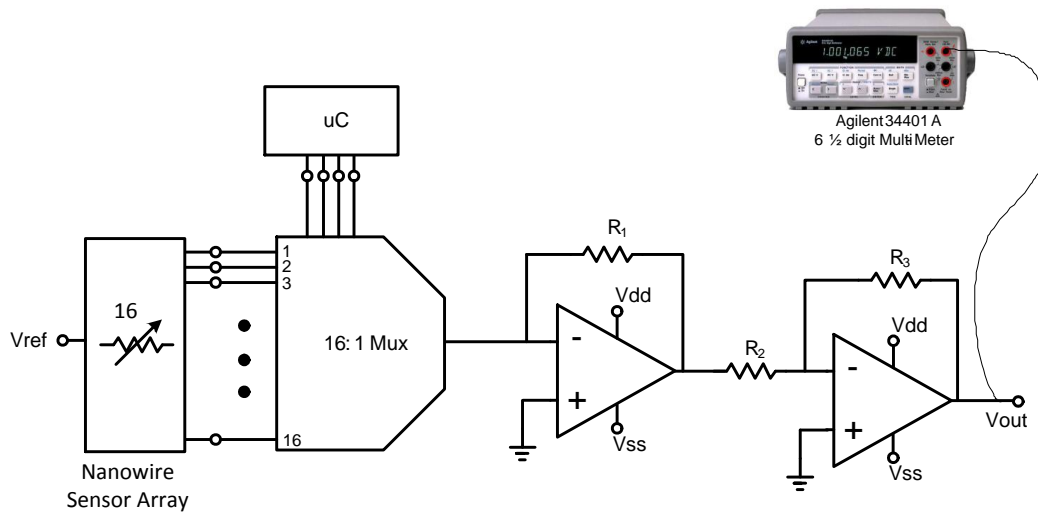 Agilent
1.001,065 VDC
Agilent 34401 A
6 ½ digit Multi Meter
uC
1
2
3
16
Vref
16:1 Mux
16
Nanowire
Sensor Array
R1
Vdd
-
+
Vss
R2
R3
Vdd
-
+
Vss
Vout